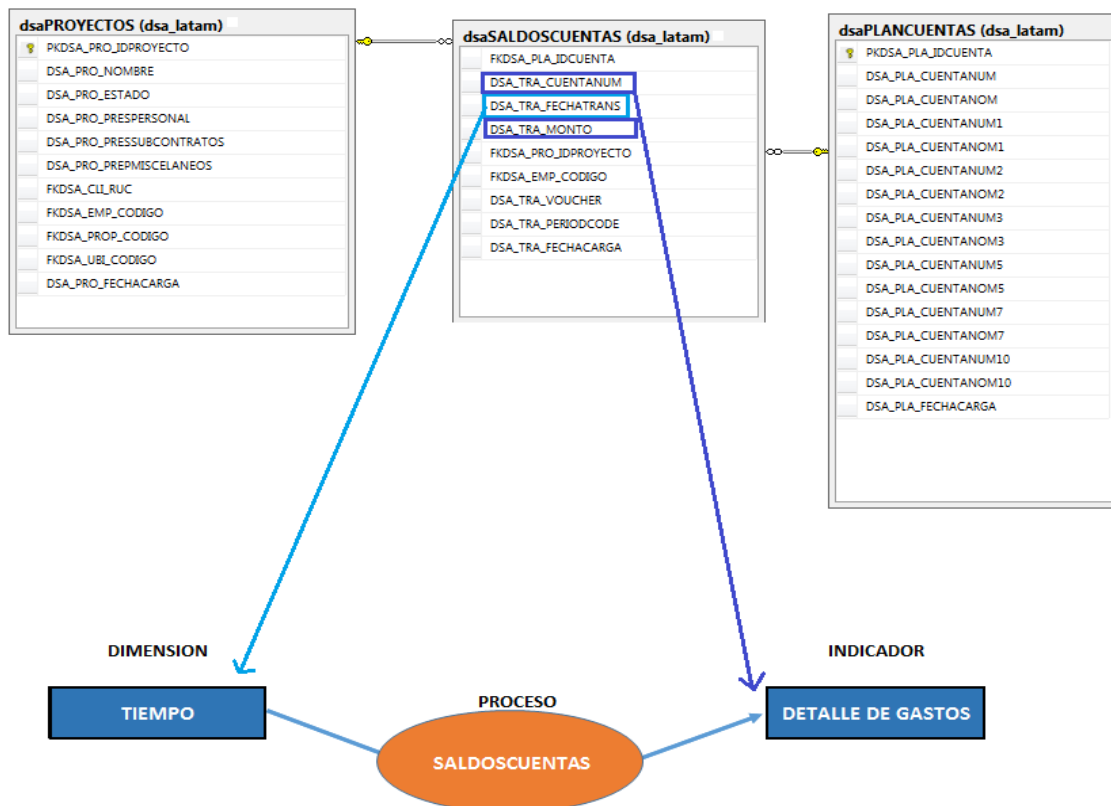 dsaPROYECTOS (dsa_latam)
PKDSA_PRO_IDPROYECTO
DSA_PRO_NOMBRE
DSA_PRO_ESTADO
DSA_PRO_PRESPERSONAL
DSA_PRO_PRESSUBCONTRATOS
DSA_PRO_PREPMISCELANEOS
FKDSA_CLI_RUC
FKDSA_EMP_CODIGO
FKDSA_PROP_CODIGO
FKDSA_UBI_CODIGO
DSA_PRO_FECHACARGA
dsaSALDOSCUENTAS (dsa_latam)
FKDSA_PLA_IDCUENTA
DSA_TRA_CUENTANUM
DSA_TRA_FECHATRANS
DSA_TRA_MONTO
FKDSA_PRO_IDPROYECTO
FKDSA_EMP_CODIGO
DSA_TRA_VOUCHER
DSA_TRA_PERIODCODE
DSA_TRA_FECHACARGA
dsaPLANCUENTAS (dsa_latam)
PKDSA_PLA_IDCUENTA
DSA_PLA_CUENTANUM
DSA_PLA_CUENTANOM
DSA_PLA_CUENTANUM1
DSA_PLA_CUENTANOM1
DSA_PLA_CUENTANUM2
DSA_PLA_CUENTANOM2
DSA_PLA_CUENTANUM3
DSA_PLA_CUENTANOM3
DSA_PLA_CUENTANUM5
DSA_PLA_CUENTANOM5
DSA_PLA_CUENTANUM7
DSA_PLA_CUENTANOM7
DSA_PLA_CUENTANUM10
DSA_PLA_CUENTANOM10
DSA_PLA_FECHACARGA
DIMENSION
TIEMPO
PROCESO
SALDOSCUENTAS
INDICADOR
DETALLE DE GASTOS